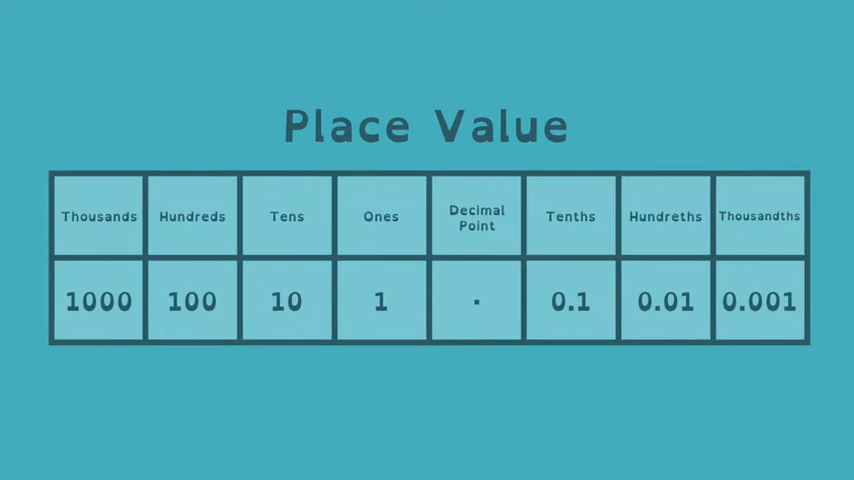 Place Value
Thousands Hundreds Tens Ones Decimal Point Tenths Hundreths Thousandths
1000 100 10 1 . 0.1 0.01 0.001